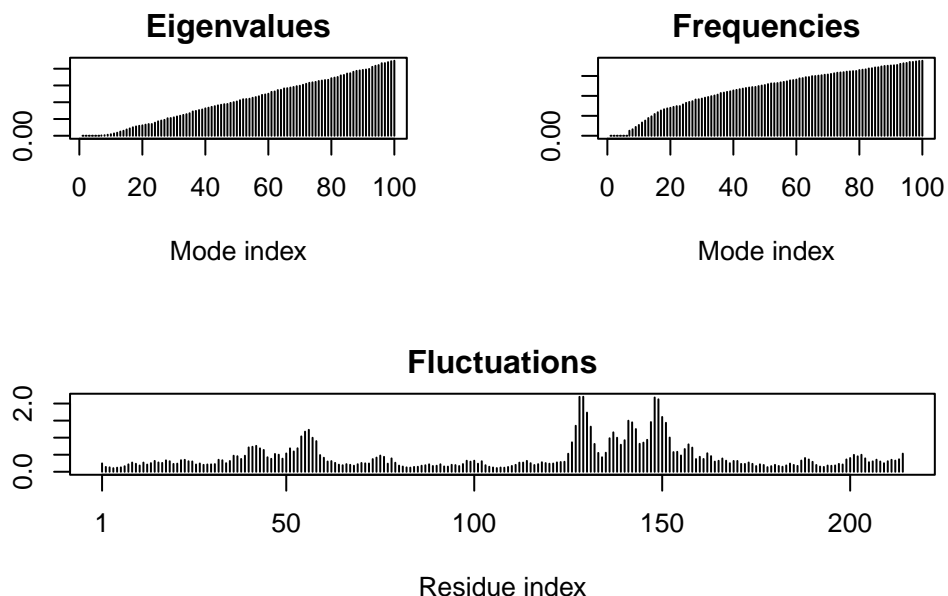 Eigenvalues
0.00
0 20 40 60 80 100
Mode index
Frequencies
0.00
0 20 40 60 80 100
Mode index
Fluctuations
0.0 2.0
1 50 100 150 200
Residue index